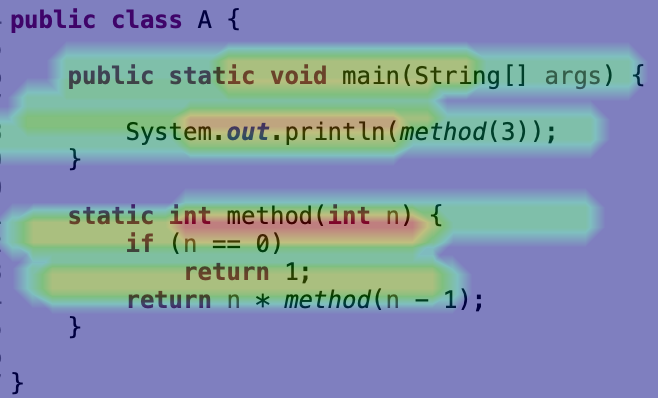 public class A {
public static void main(String[] args) {
System.out.println(method(3));
}
static int method(int n) {
if (n == 0)
return 1;
return n * method(n - 1);
}
}